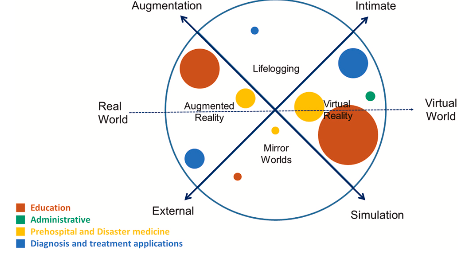 Augmentation
Intimate
Lifelogging
Real
World
Augmented
Reality
Virtual
Reality
Virtual
World
Mirror
Worlds
External
Simulation
Education
Administrative
Prehospital and Disaster medicine
Diagnosis and treatment applications